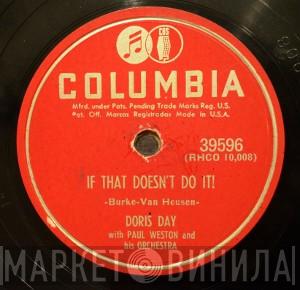 CBS
COLUMBIA
Mfrd. under Pats. Pending Trade Marks Reg. U.S.
Pat. Off. Marcas Registradas Made in U.S.A.
39596
(RHCO 10,008)
IF THAT DOESN'T DO IT!
-Burke-Van Heusen-
DORIS DAY
with PAUL WESTON and
his ORCHESTRA
МАРКЕТ ВИНИЛА